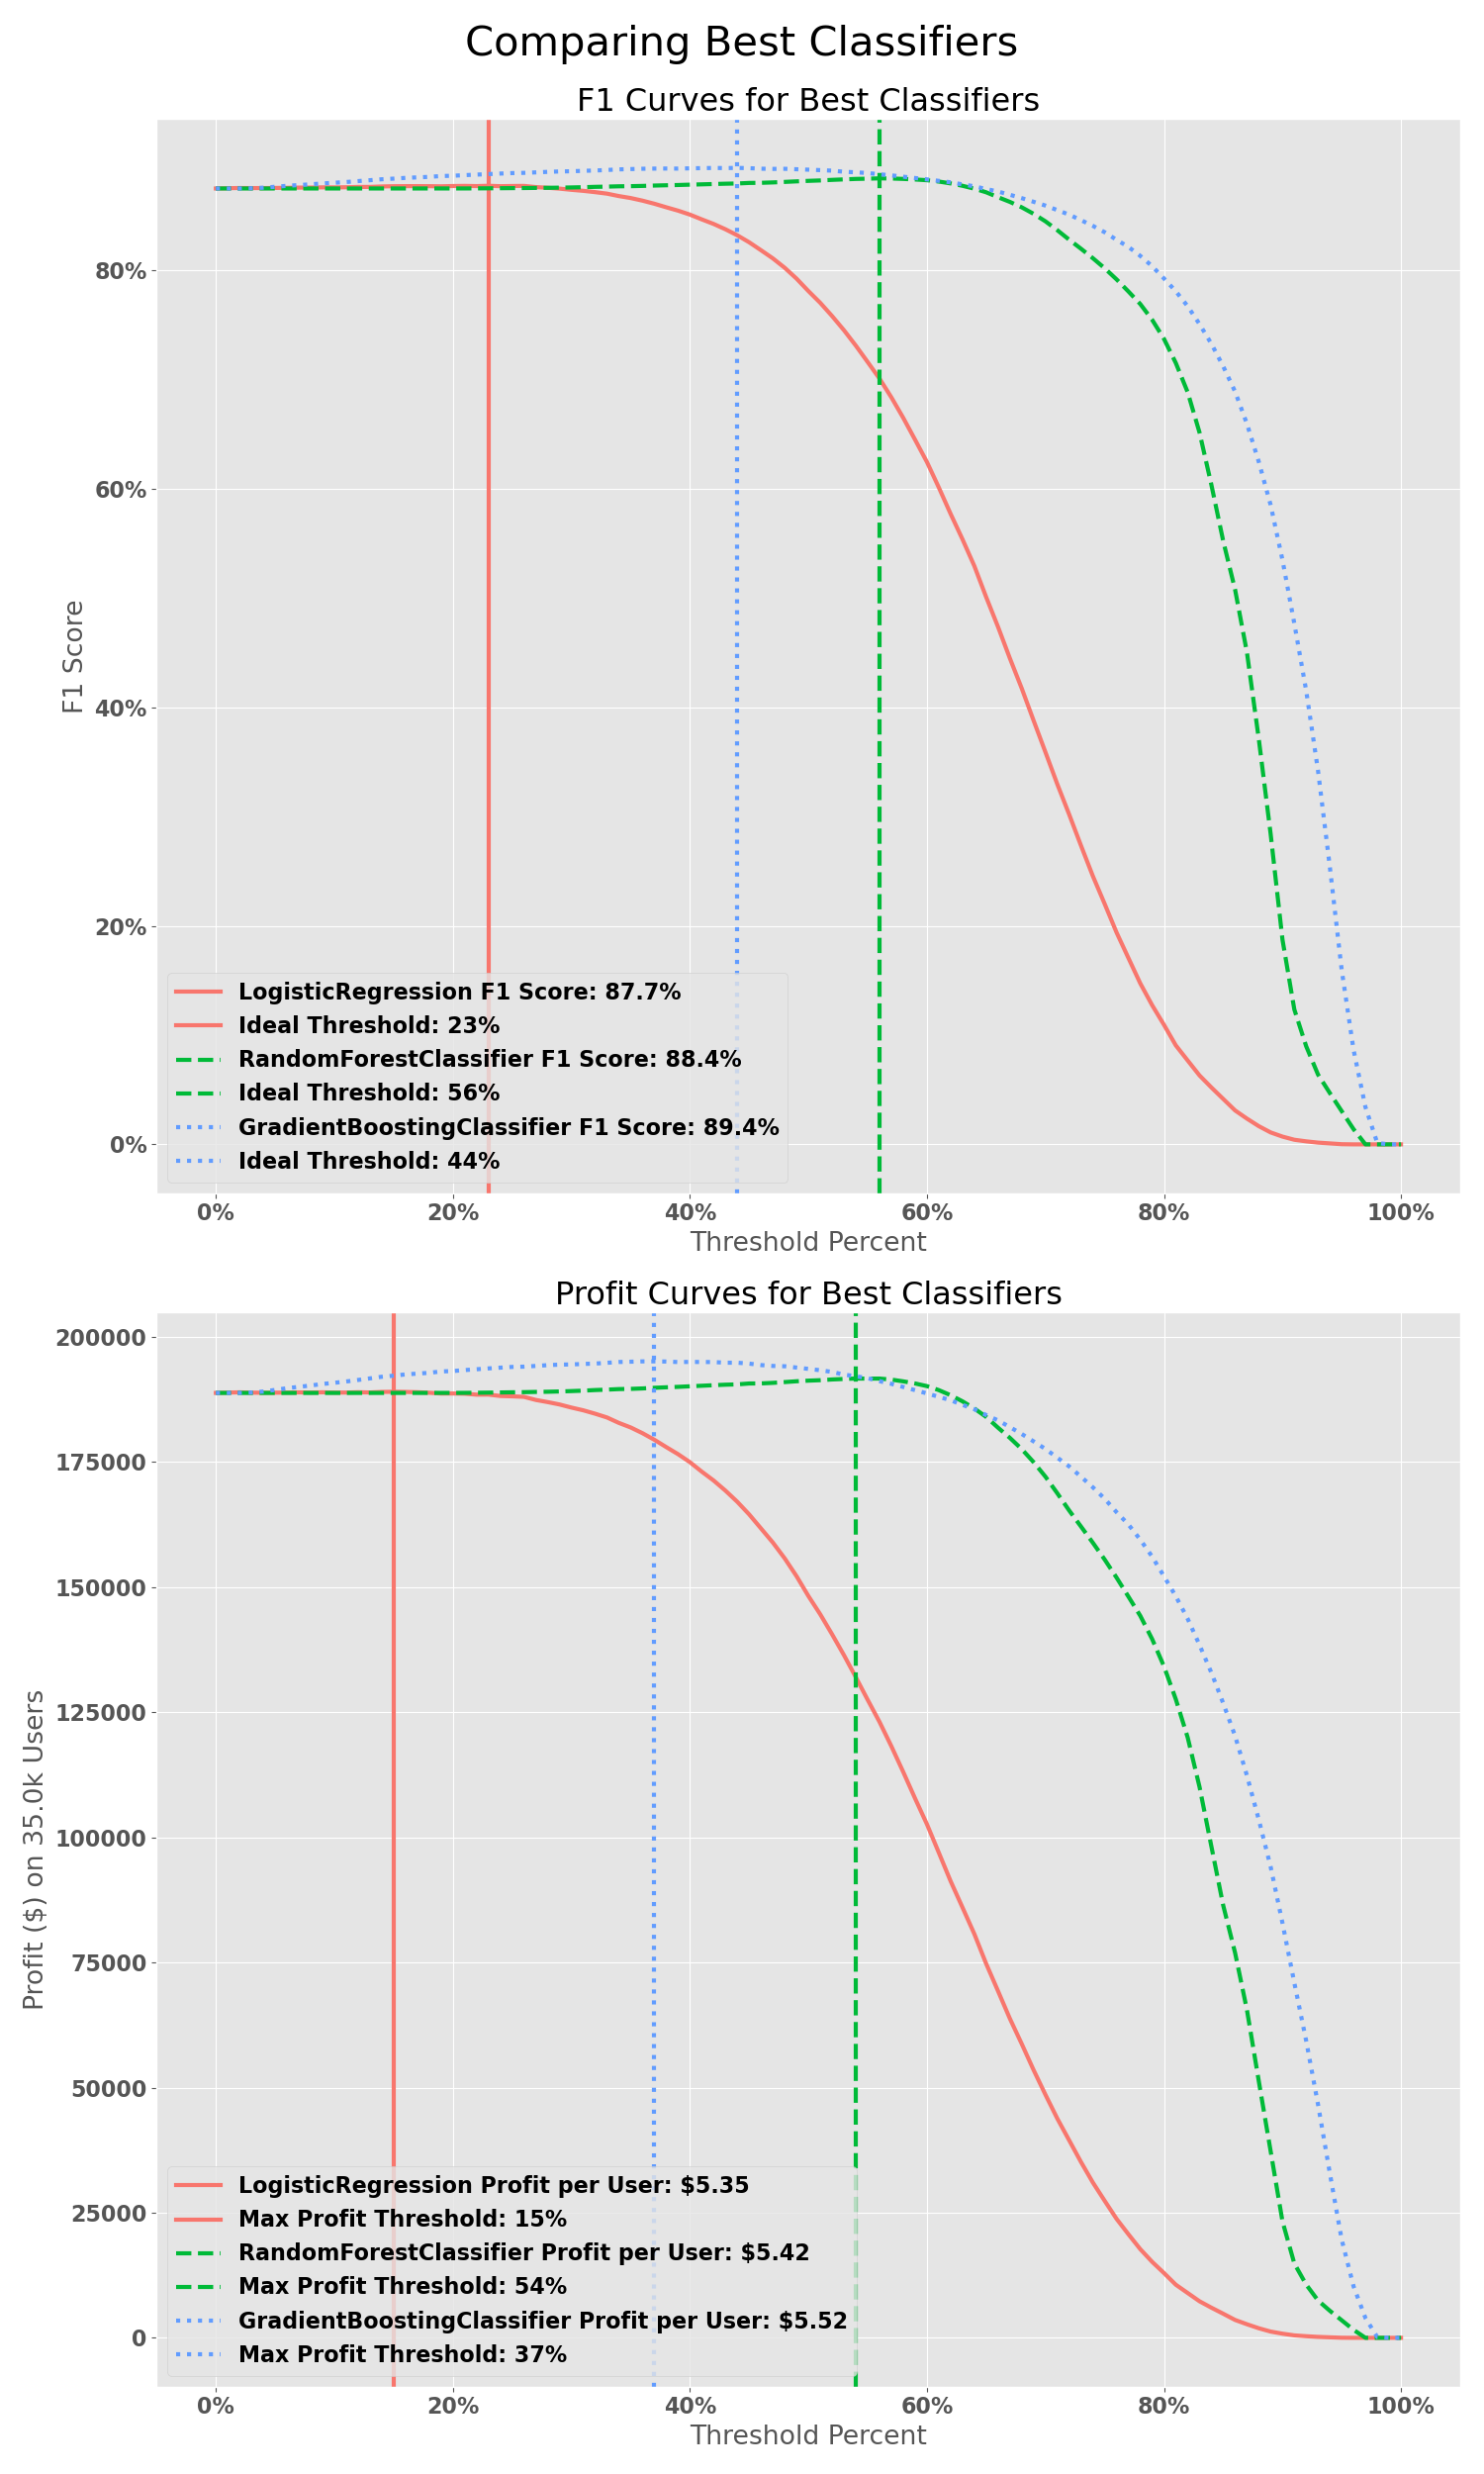 Comparing Best Classifiers
F1 Curves for Best Classifiers
80%
60%
40%
20%
0%
F1 Score
LogisticRegression F1 Score: 87.7%
Ideal Threshold: 23%
RandomForestClassifier F1 Score: 88.4%
Ideal Threshold: 56%
GradientBoostingClassifier F1 Score: 89.4%
Ideal Threshold: 44%
0% 20% 40% 60% 80% 100%
Threshold Percent
Profit Curves for Best Classifiers
200000
175000
150000
125000
100000
75000
50000
25000
0
Profit ($) on 35.0k Users
LogisticRegression Profit per User: $5.35
Max Profit Threshold: 15%
RandomForestClassifier Profit per User: $5.42
Max Profit Threshold: 54%
GradientBoostingClassifier Profit per User: $5.52
Max Profit Threshold: 37%
0% 20% 40% 60% 80% 100%
Threshold Percent